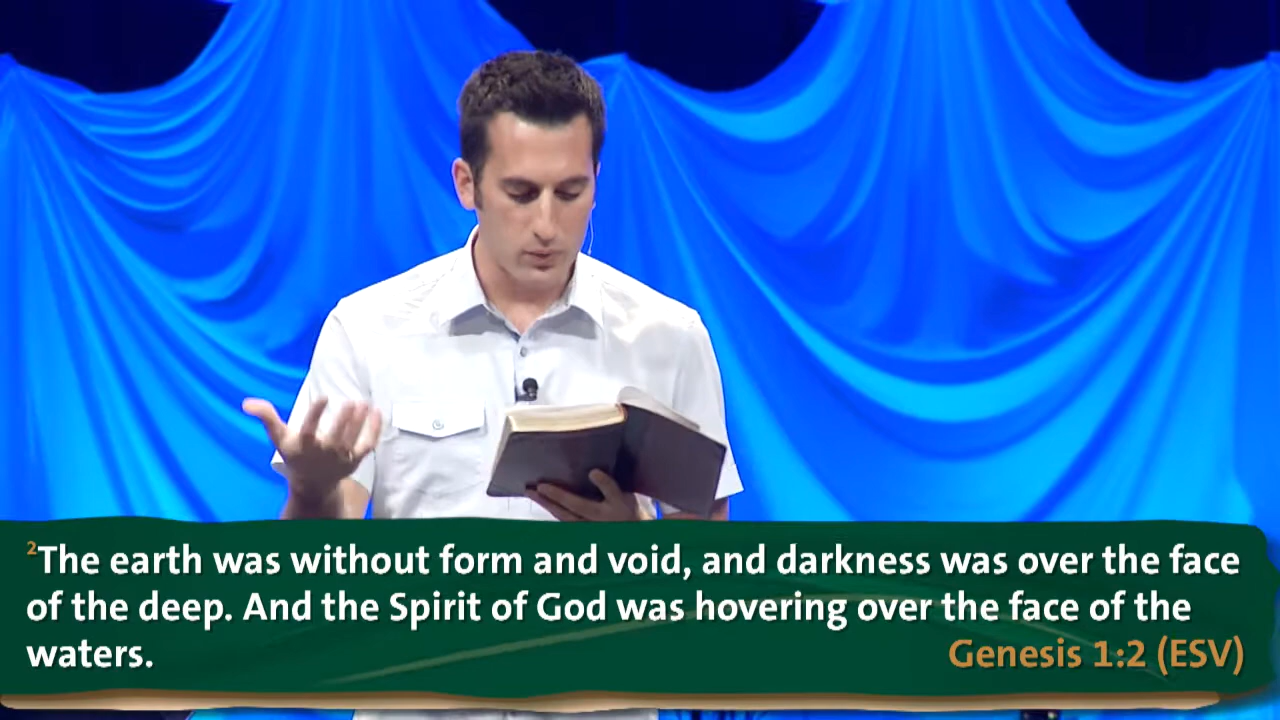 ²The earth was without form and void, and darkness was over the face
of the deep. And the Spirit of God was hovering over the face of the
waters.
Genesis 1:2 (ESV)